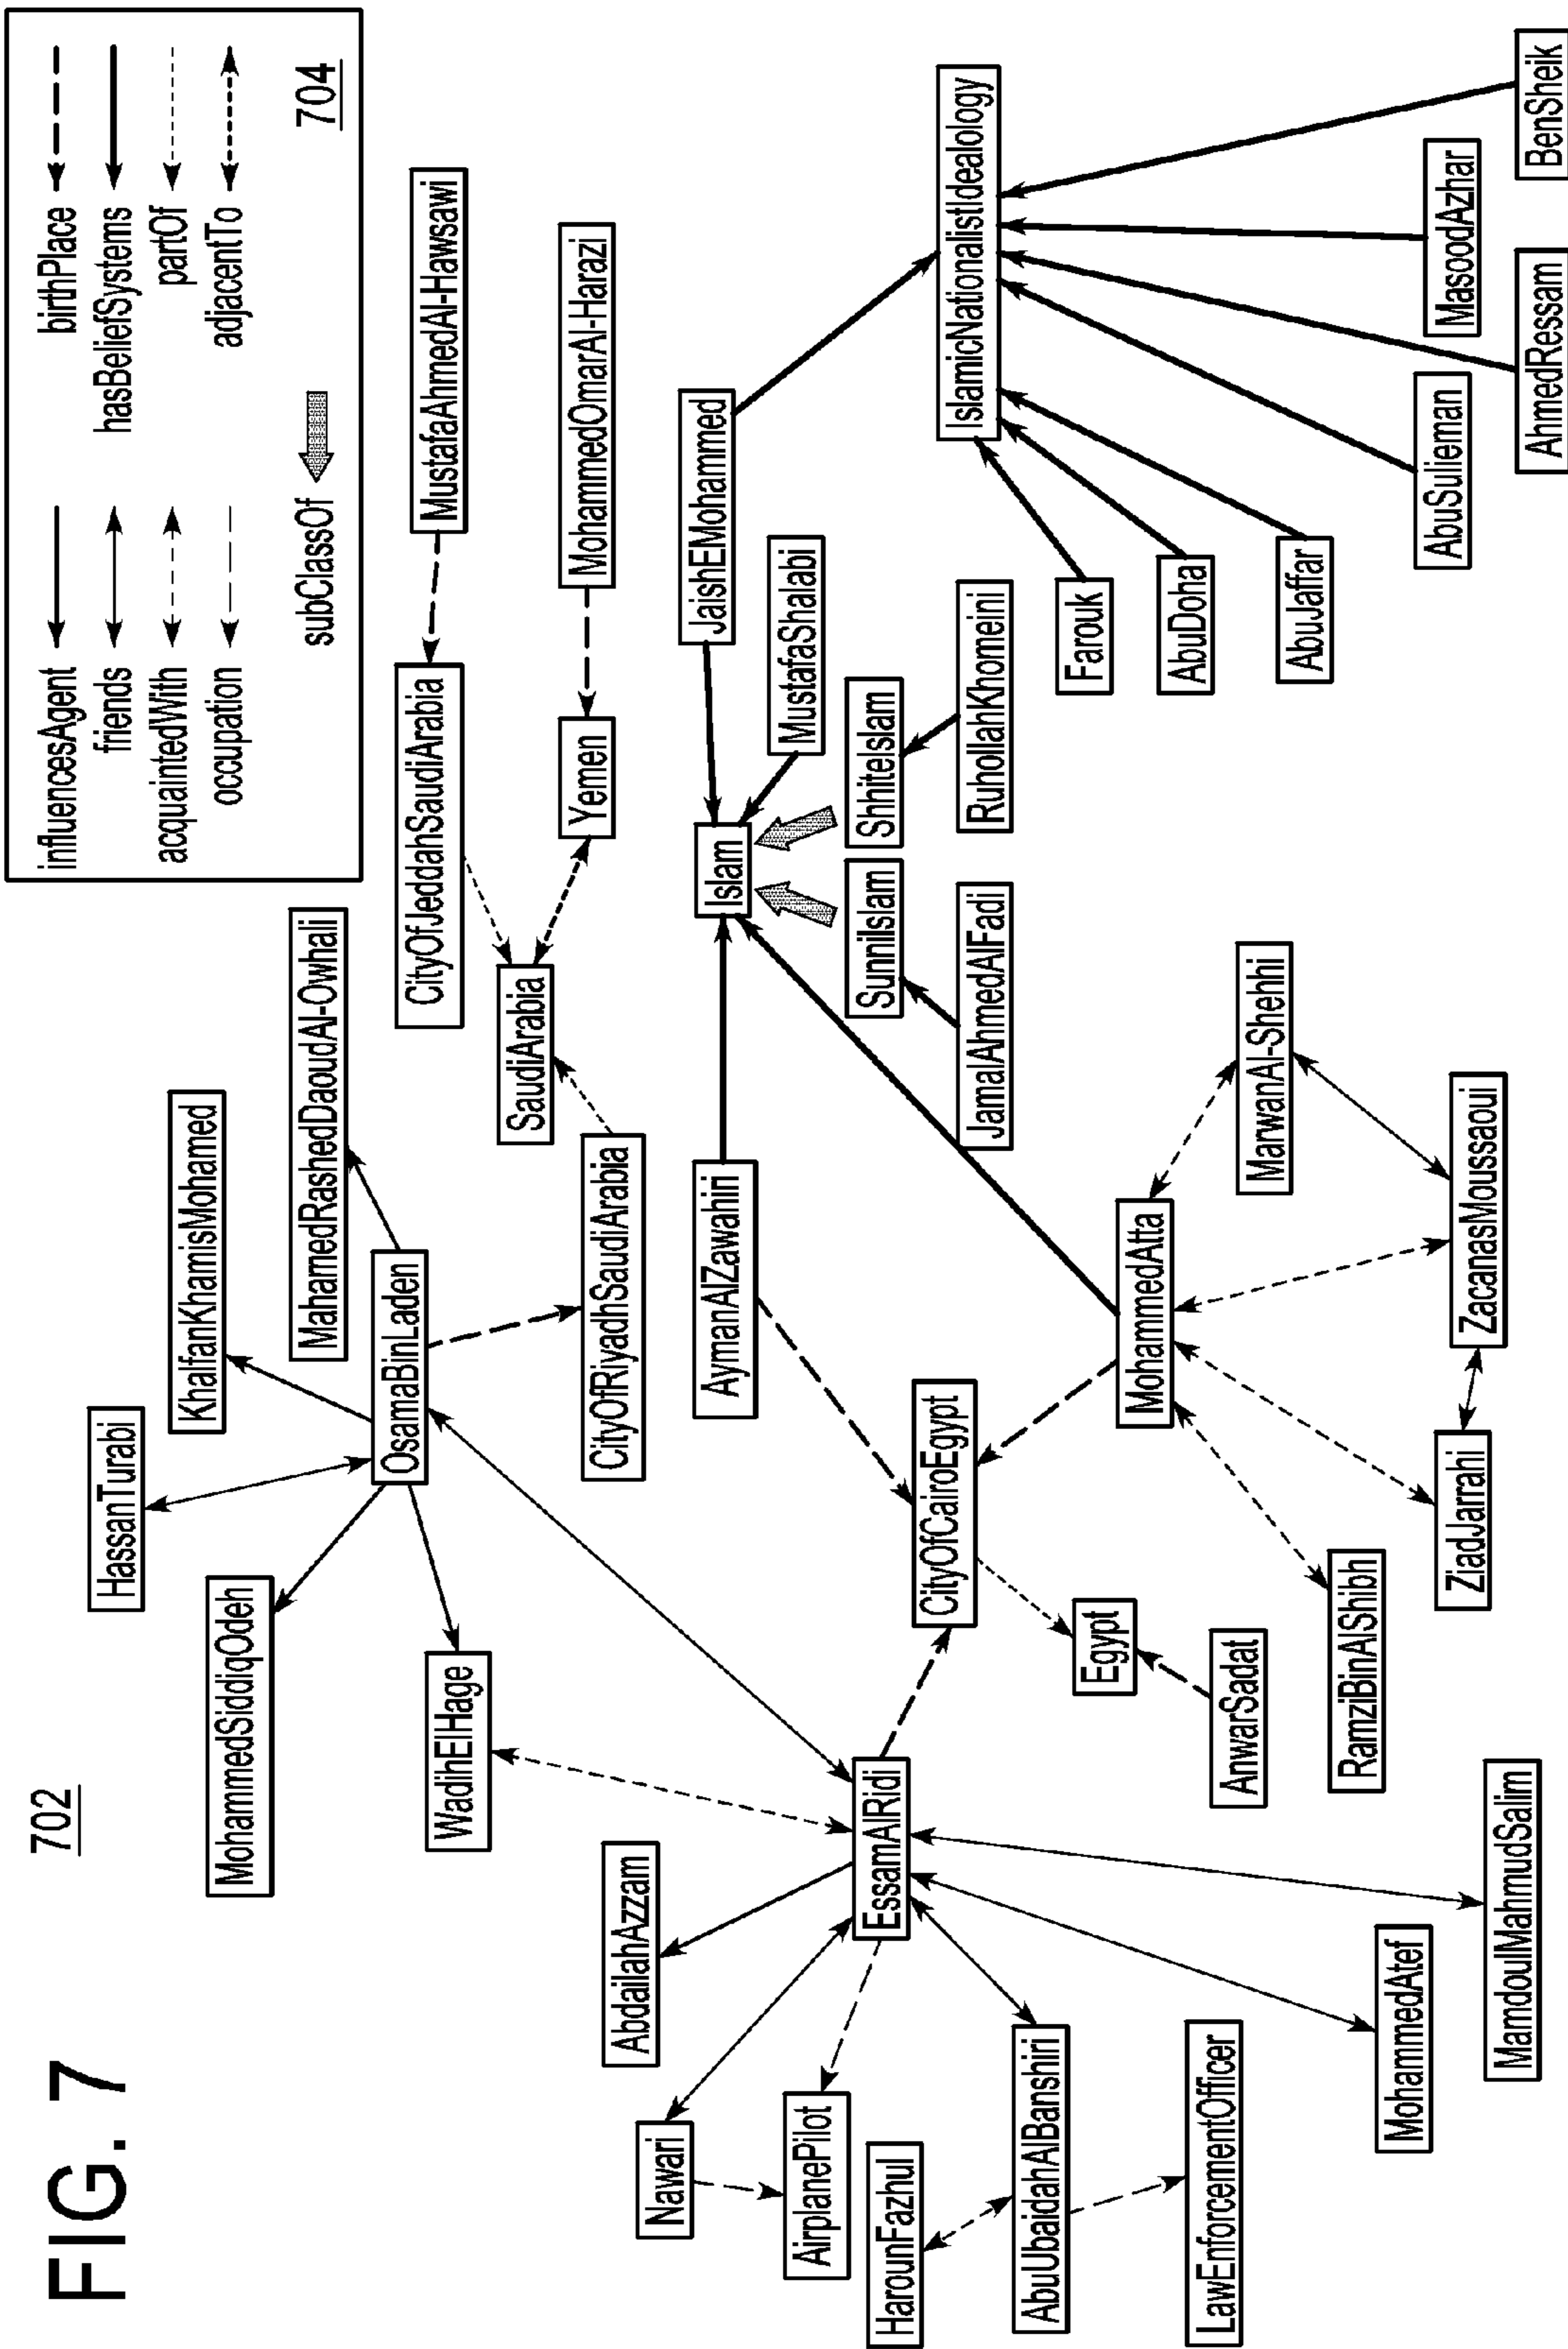 FIG. 7
702
704
influencesAgent
friends
acquaintedWith
occupation
birthPlace
hasBeliefSystems
partOf
adjacentTo
subClassOf
HassanTurabi
KhalfanKhamisMohamed
MohammedSiddiqOdeh
MahamedRashedDaoudAl-Owhali
OsamaBinLaden
WadihElHage
MustafaAhmedAl-Hawsawi
CityOfJeddahSaudiArabia
SaudiArabia
MohammedOmarAl-Harazi
Yemen
CityOfRiyadhSaudiArabia
AbdailahAzzam
Nawari
AirplanePilot
EssamAlRidi
HarounFazhul
AbuUbaidahAlBanshiri
LawEnforcementOfficer
MohammedAtef
MamdoulMahmudSalim
AymanAlZawahiri
CityOfCairoEgypt
Egypt
AnwarSadat
Islam
JaishEMohammed
MustafaShalabi
SunniIslam
ShhiteIslam
JamalAhmedAlFadi
RuhollahKhomeini
MohammedAtta
MarwanAl-Shehhi
RamziBinAlShibh
ZiadJarrahi
ZacanasMoussaoui
IslamicNationalistIdealology
Farouk
AbuDoha
AbuJaffar
AbuSulieman
AhmedRessam
MasoodAzhar
BenSheik